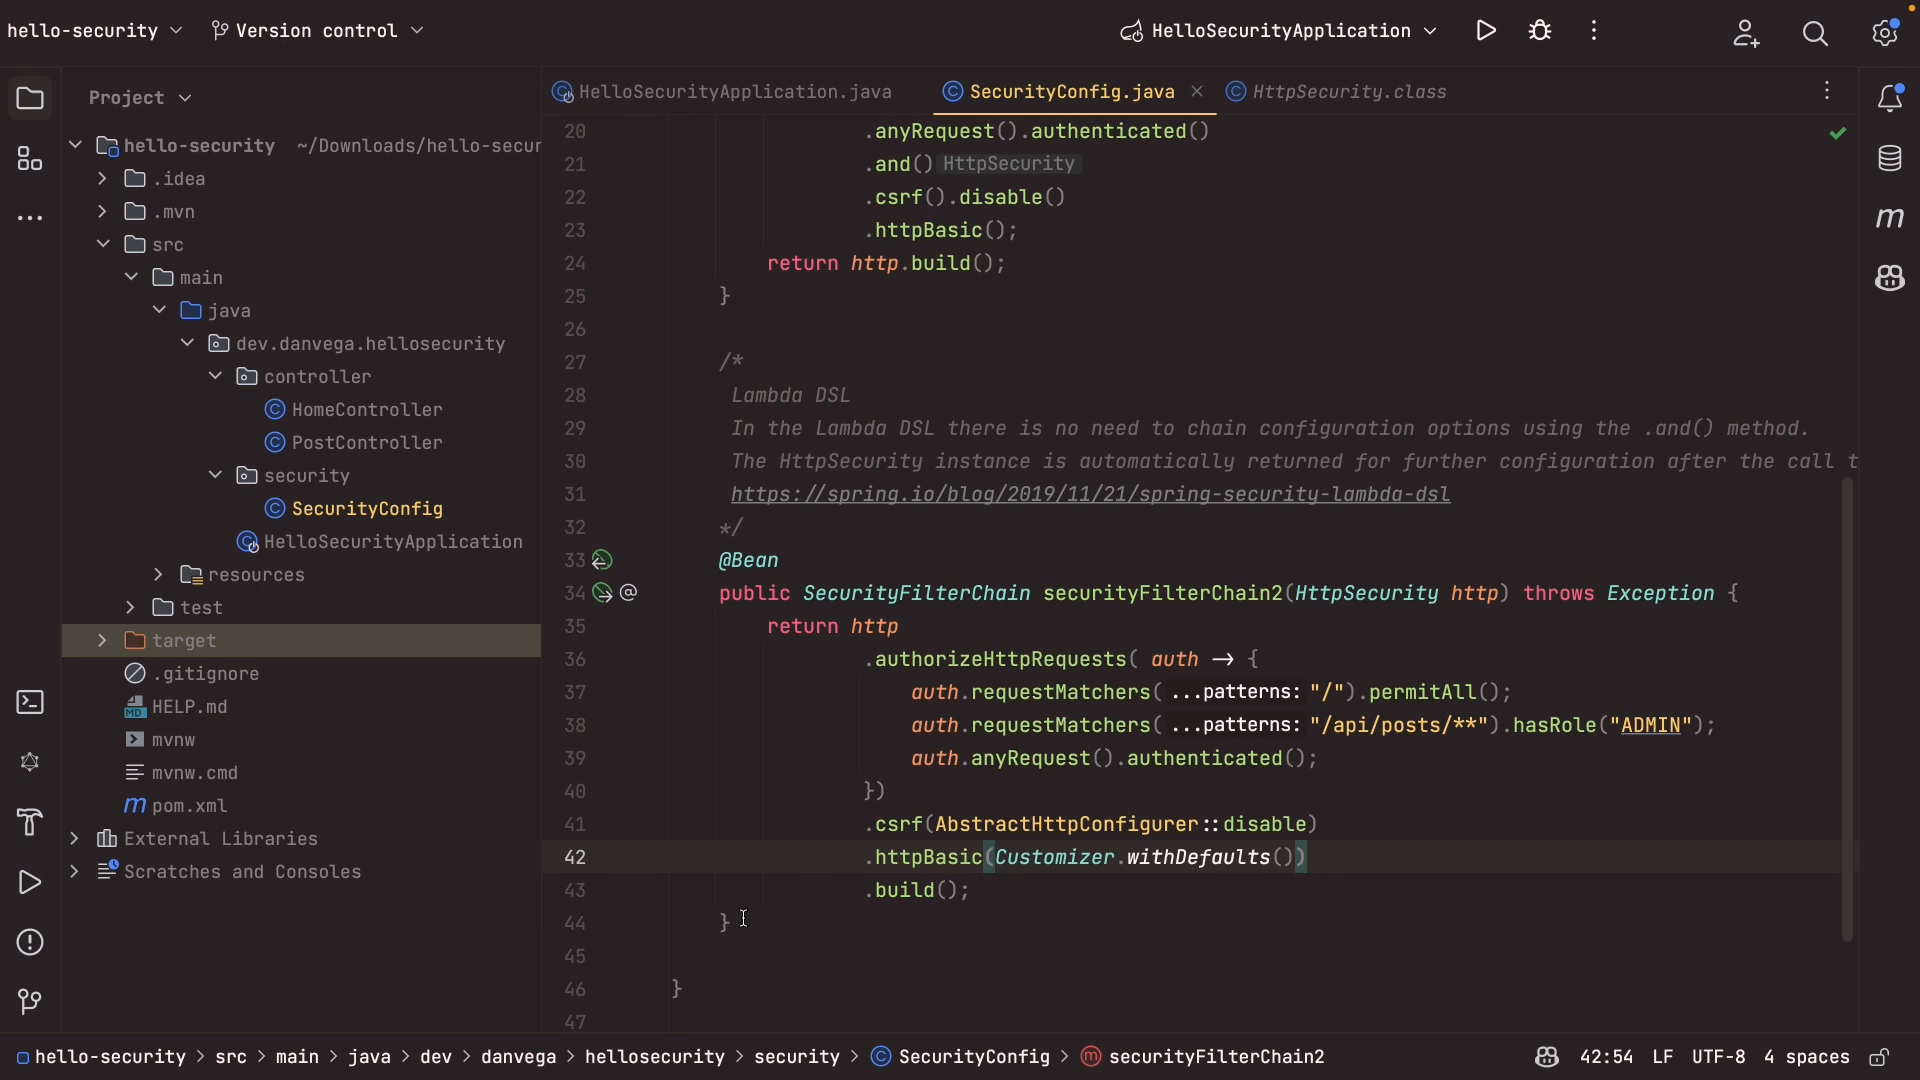 hello-security Version control HelloSecurityApplication
Project
HelloSecurityApplication.java SecurityConfig.java HttpSecurity.class
hello-security ~/Downloads/hello-secur
.idea
.mvn
src
main
java
dev.danvega.hellosecurity
controller
HomeController
PostController
security
SecurityConfig
HelloSecurityApplication
resources
test
target
.gitignore
HELP.md
mvnw
mvnw.cmd
pom.xml
External Libraries
Scratches and Consoles
20 .anyRequest().authenticated()
21 .and() HttpSecurity
22 .csrf().disable()
23 .httpBasic();
24 return http.build();
25 }
26
27 /*
28 Lambda DSL
29 In the Lambda DSL there is no need to chain configuration options using the .and() method.
30 The HttpSecurity instance is automatically returned for further configuration after the call t
31 https://spring.io/blog/2019/11/21/spring-security-lambda-dsl
32 */
33 @Bean
34 @ public SecurityFilterChain securityFilterChain2(HttpSecurity http) throws Exception {
35 return http
36 .authorizeHttpRequests( auth -> {
37 auth.requestMatchers( ...patterns: "/").permitAll();
38 auth.requestMatchers( ...patterns: "/api/posts/**").hasRole("ADMIN");
39 auth.anyRequest().authenticated();
40 })
41 .csrf(AbstractHttpConfigurer::disable)
42 .httpBasic(Customizer.withDefaults())
43 .build();
44 }
45
46 }
47
hello-security > src > main > java > dev > danvega > hellosecurity > security > SecurityConfig > securityFilterChain2 42:54 LF UTF-8 4 spaces